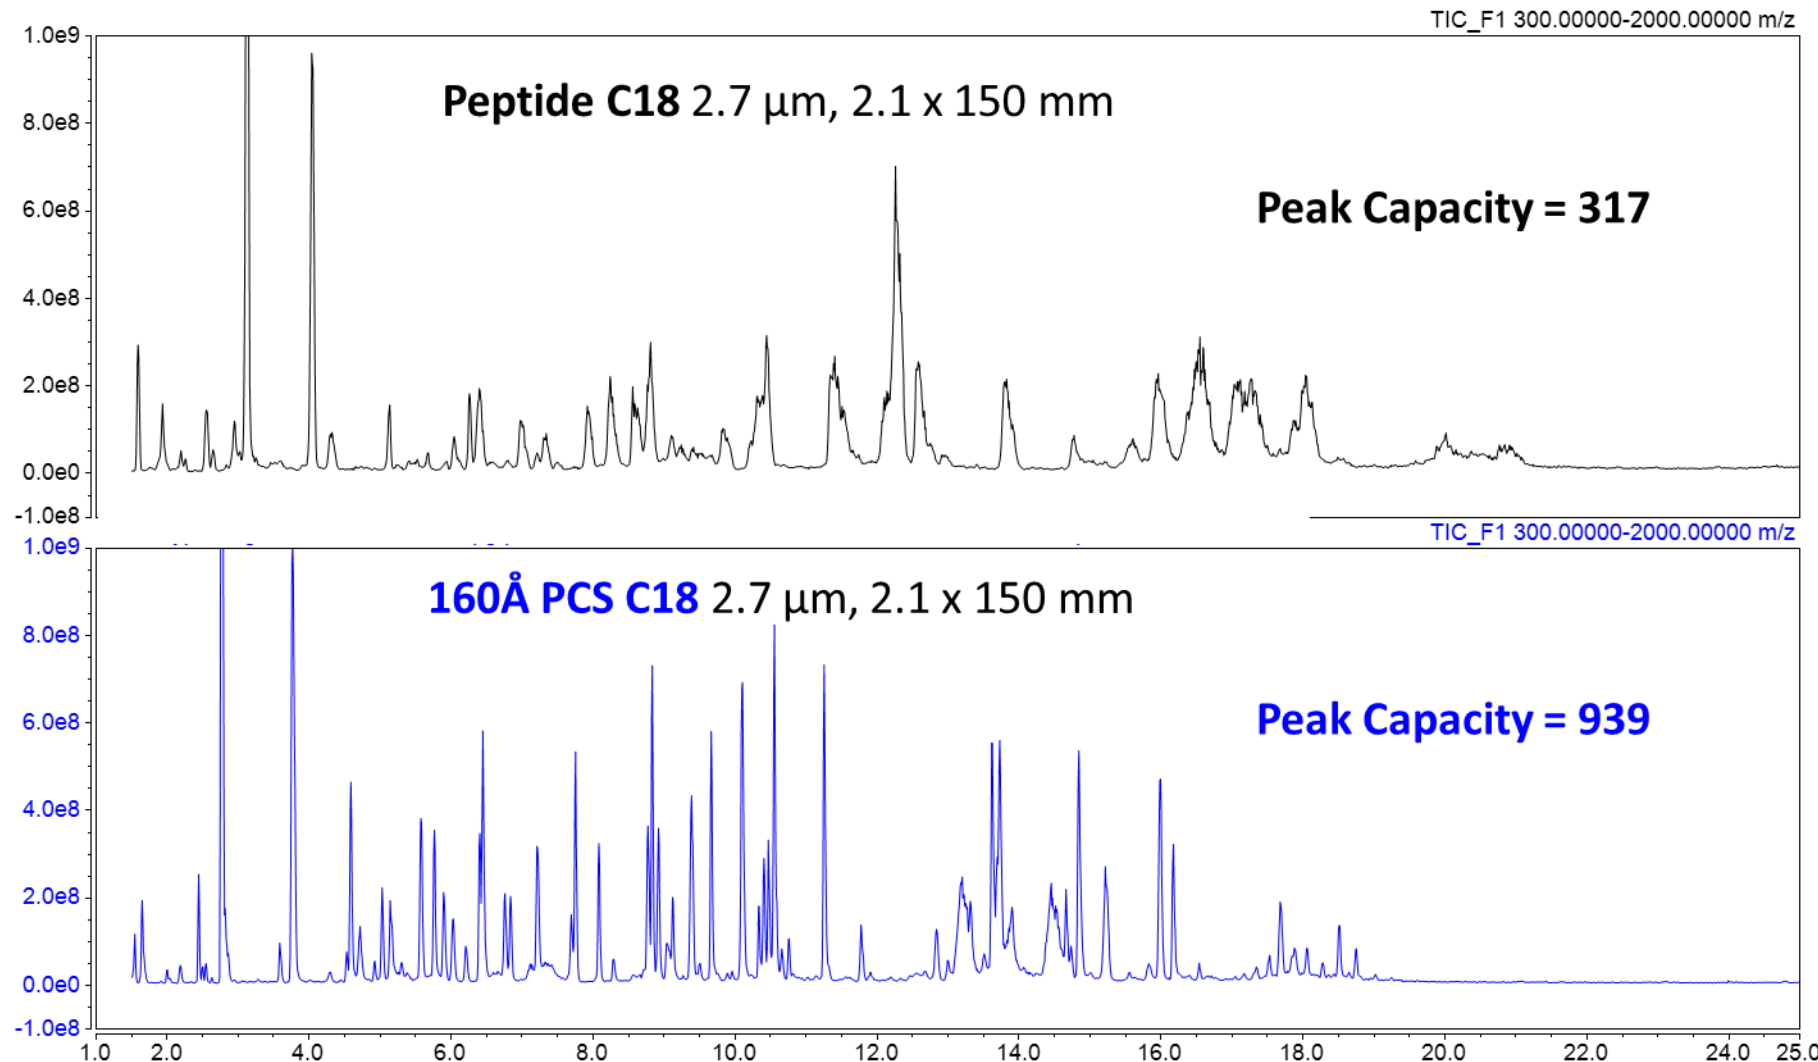 TIC_F1 300.00000-2000.00000 m/z
1.0e9
Peptide C18 2.7 µm, 2.1 x 150 mm
8.0e8
Peak Capacity = 317
6.0e8
4.0e8
2.0e8
0.0e0
-1.0e8
TIC_F1 300.00000-2000.00000 m/z
1.0e9
160Å PCS C18 2.7 µm, 2.1 x 150 mm
8.0e8
Peak Capacity = 939
6.0e8
4.0e8
2.0e8
0.0e0
-1.0e8
1.0 2.0 4.0 6.0 8.0 10.0 12.0 14.0 16.0 18.0 20.0 22.0 24.0 25.0